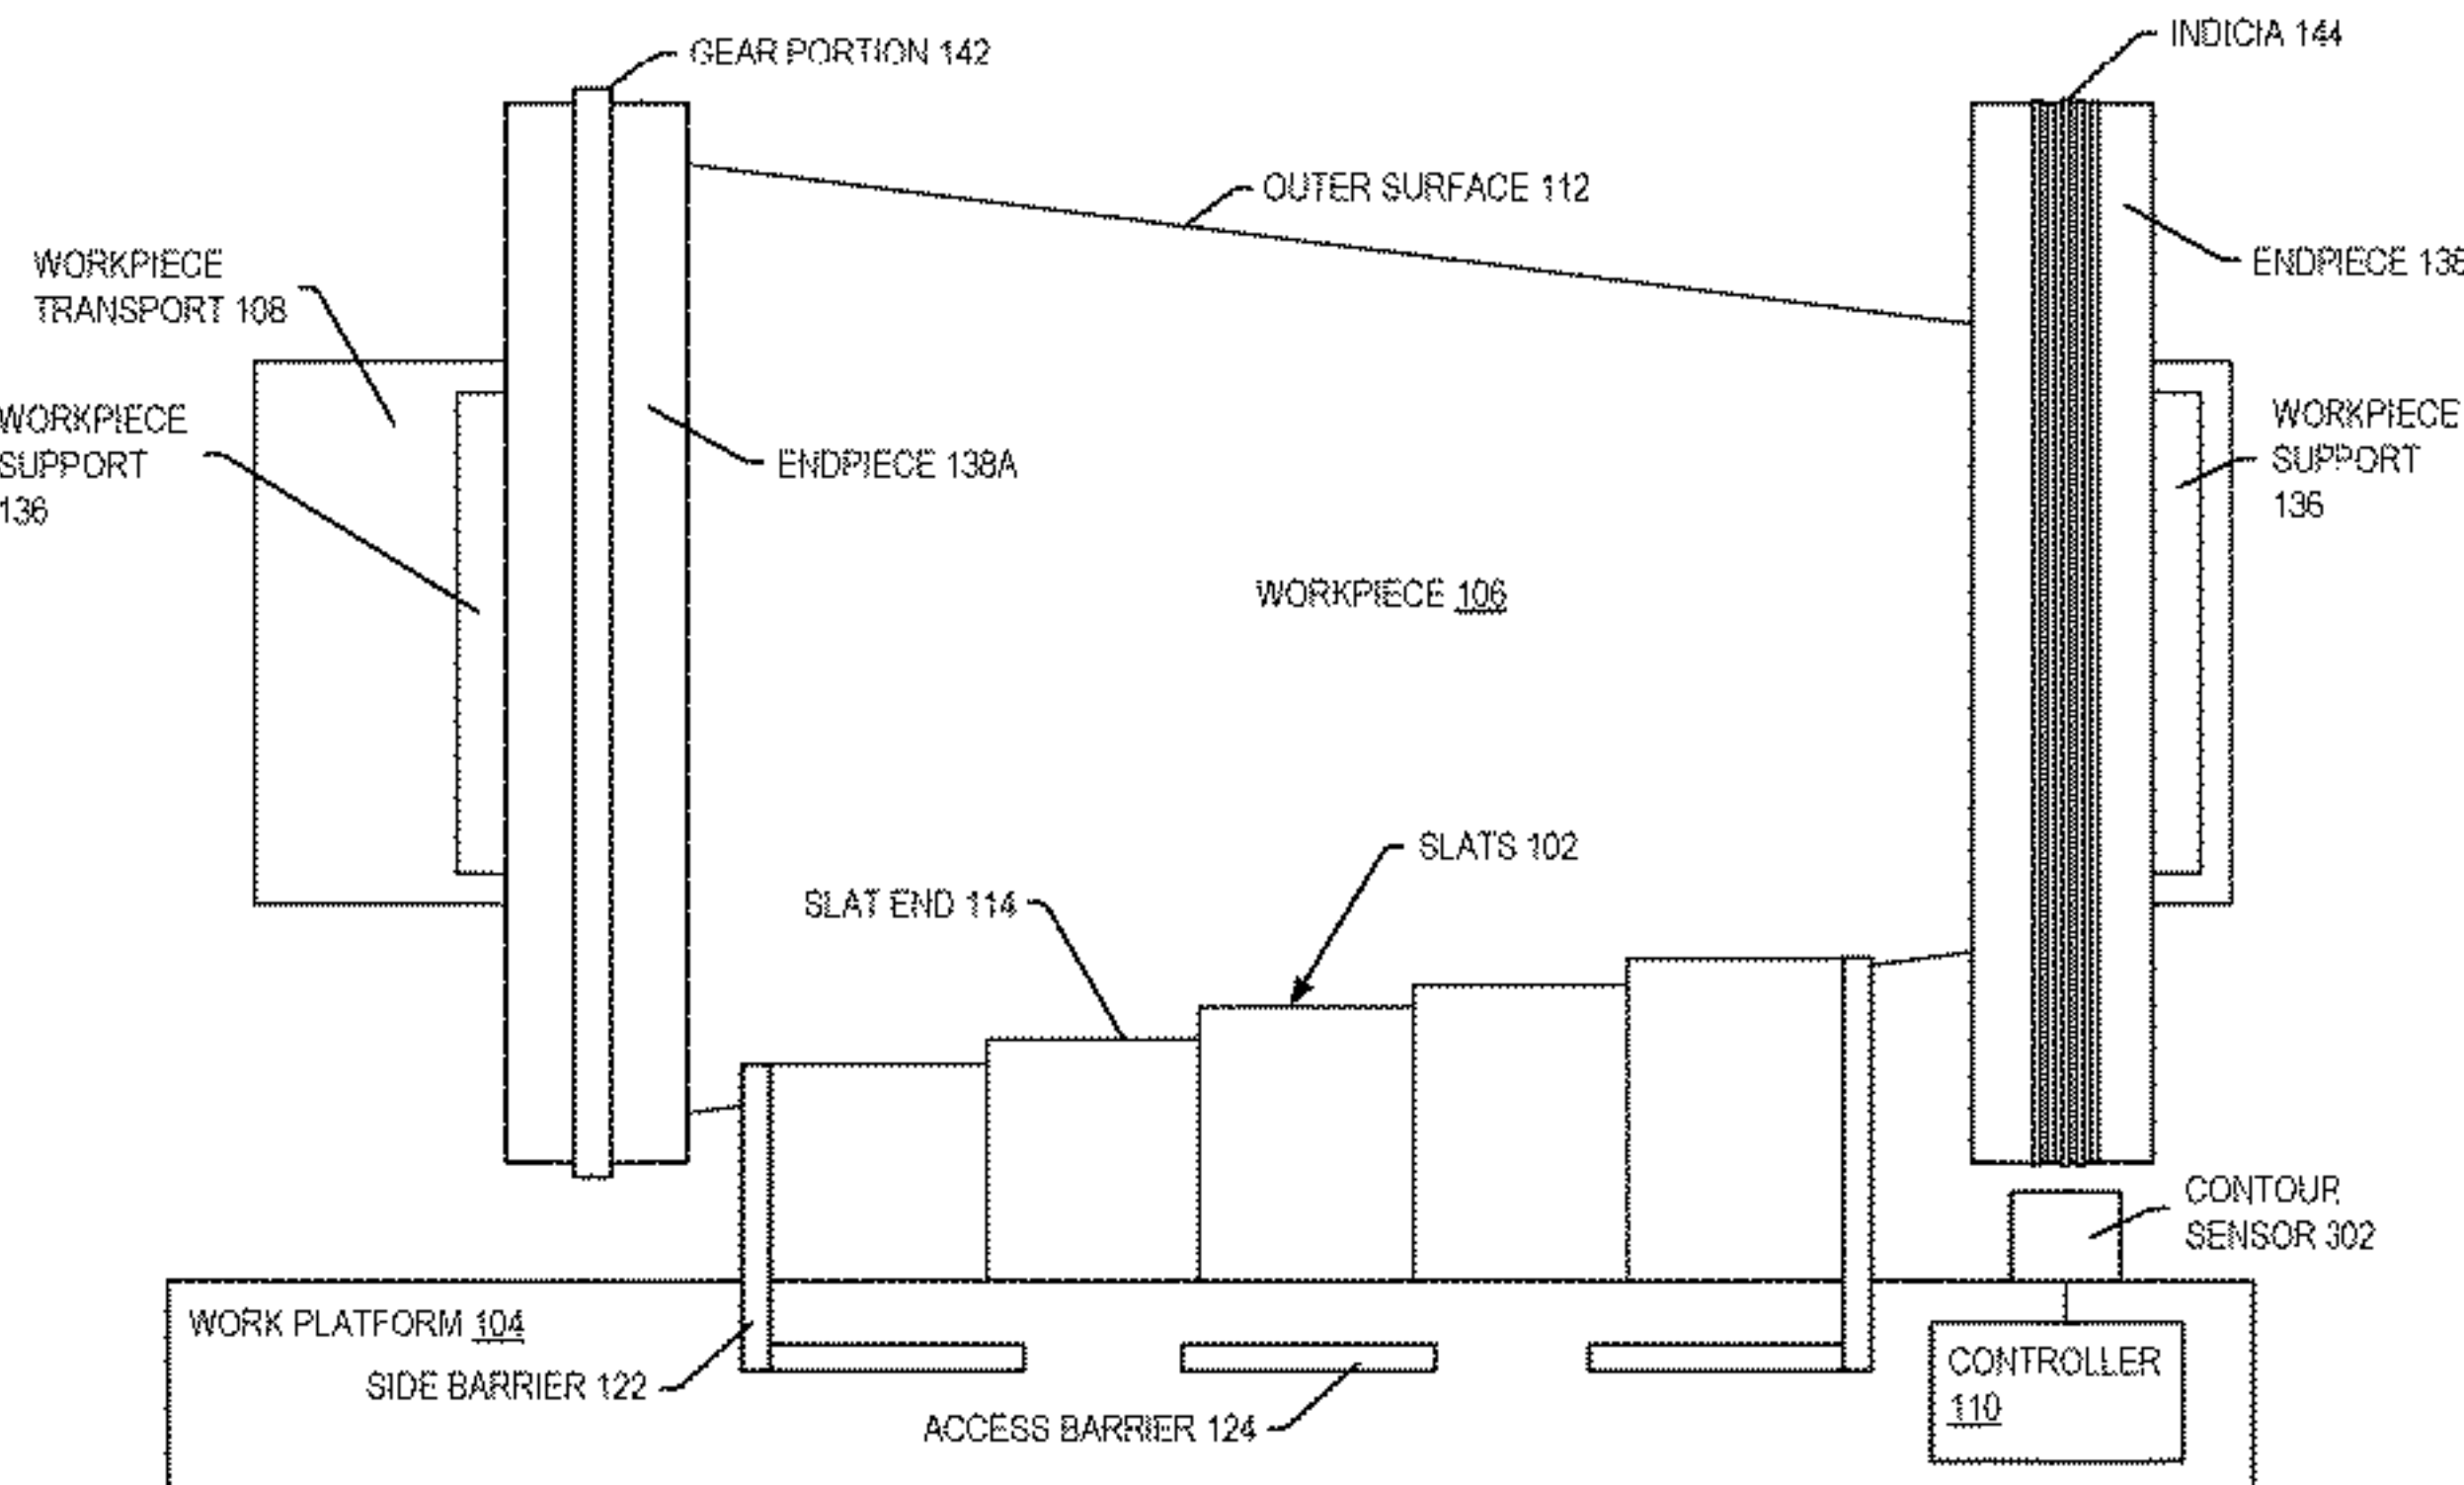 GEAR PORTION 142
INDICIA 144
OUTER SURFACE 112
WORKPIECE
TRANSPORT 108
ENDPIECE 138
WORKPIECE
SUPPORT
136
ENDPIECE 138A
WORKPIECE
SUPPORT
136
WORKPIECE 106
SLATS 102
SLAT END 114
CONTOUR
SENSOR 302
WORK PLATFORM 104
SIDE BARRIER 122
ACCESS BARRIER 124
CONTROLLER
110